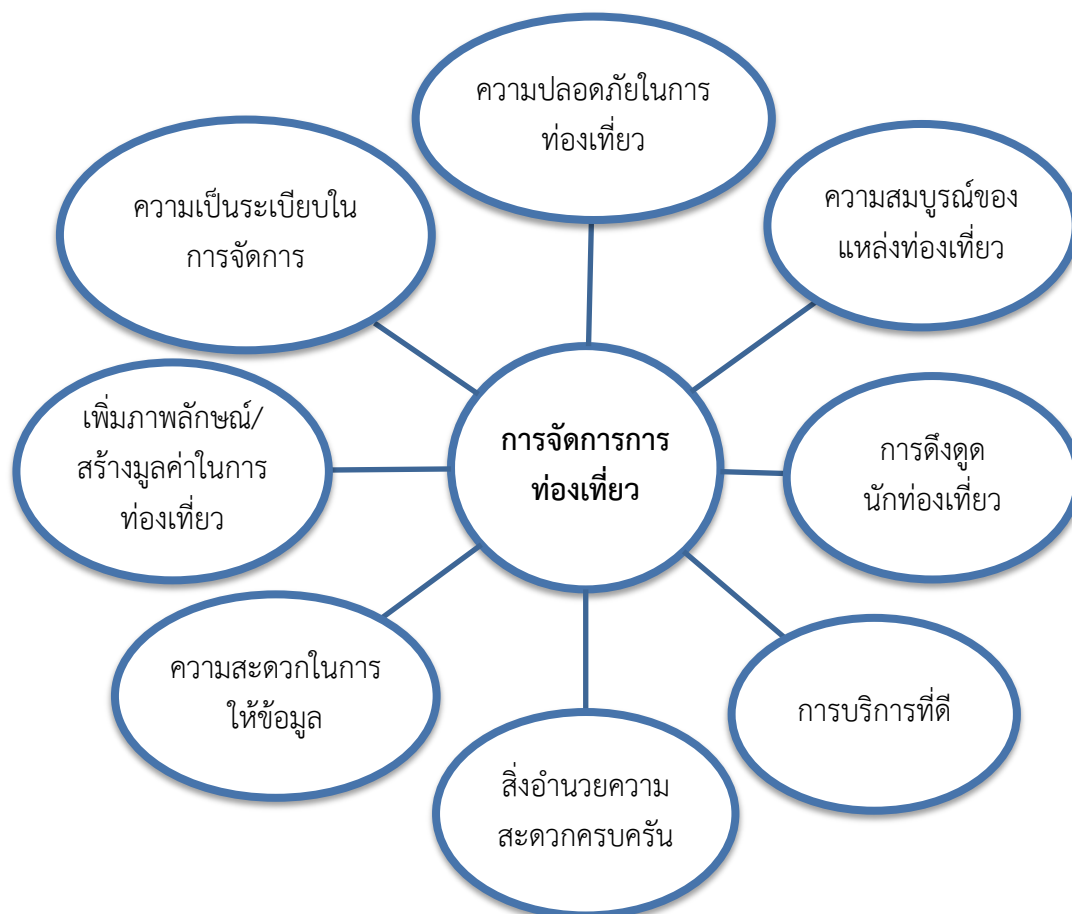 ความปลอดภัยในการ
ท่องเที่ยว
ความสมบูรณ์ของ
แหล่งท่องเที่ยว
ความเป็นระเบียบใน
การจัดการ
เพิ่มภาพลักษณ์/
สร้างมูลค่าในการ
ท่องเที่ยว
การจัดการการ
ท่องเที่ยว
การดึงดูด
นักท่องเที่ยว
ความสะดวกในการ
ให้ข้อมูล
การบริการที่ดี
สิ่งอำนวยความ
สะดวกครบครัน